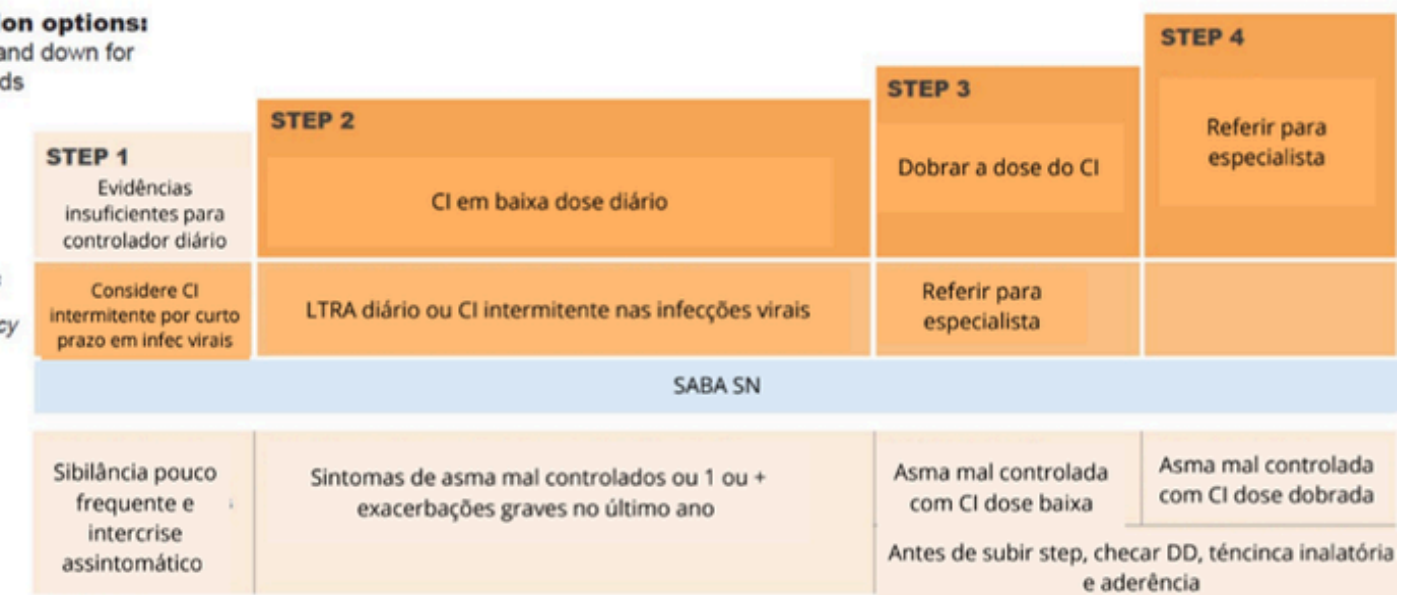 ion options:
and down for
ds
STEP 1
Evidências
insuficientes para
controlador diário
STEP 2
CI em baixa dose diário
STEP 3
Dobrar a dose do CI
STEP 4
Referir para
especialista
cy
Considere CI
intermitente por curto
prazo em infec virais
LTRA diário ou CI intermitente nas infecções virais
Referir para
especialista
SABA SN
Sibilância pouco
frequente e
intercrise
assintomático
Sintomas de asma mal controlados ou 1 ou +
exacerbações graves no último ano
Asma mal controlada
com CI dose baixa
Asma mal controlada
com CI dose dobrada
Antes de subir step, checar DD, téncinca inalatória
e aderência